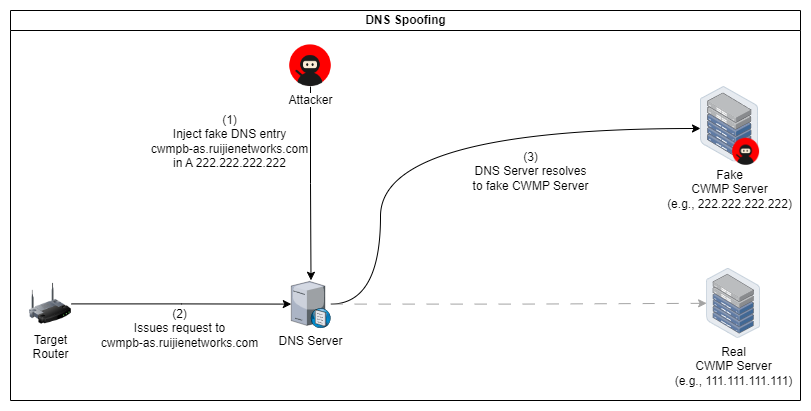 DNS Spoofing
Attacker
(1)
Inject fake DNS entry
cwmpb-as.ruijienetworks.com
in A 222.222.222.222
(3)
DNS Server resolves
to fake CWMP Server
Fake
CWMP Server
(e.g., 222.222.222.222)
Target
Router
(2)
Issues request to
cwmpb-as.ruijienetworks.com
DNS Server
Real
CWMP Server
(e.g., 111.111.111.111)